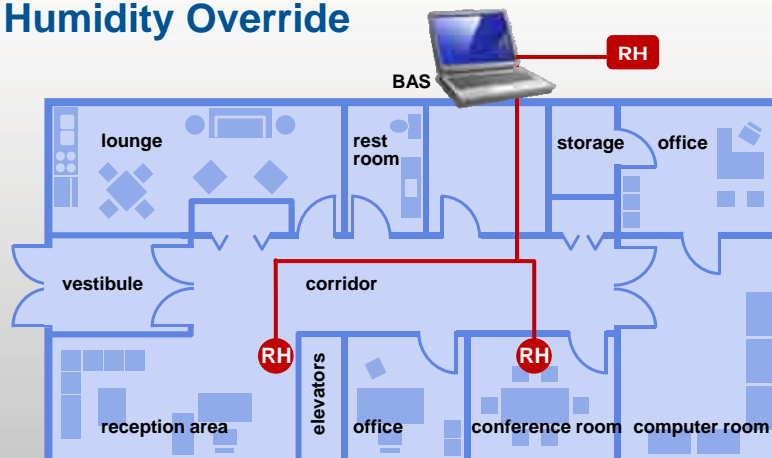 Humidity Override
RH
BAS
lounge
rest
room
storage
office
vestibule
corridor
RH
RH
elevators
reception area
office
conference room
computer room